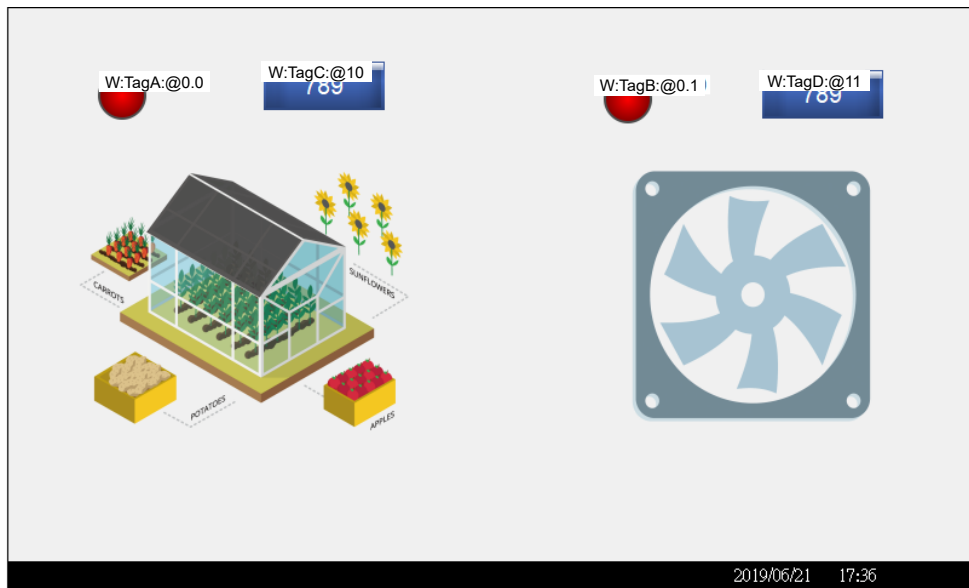 W:TagA:@0.0
W:TagC:@10
789
W:TagB:@0.1
W:TagD:@11
789
CARROTS
SUNFLOWERS
POTATOES
APPLES
2019/06/21 17:36